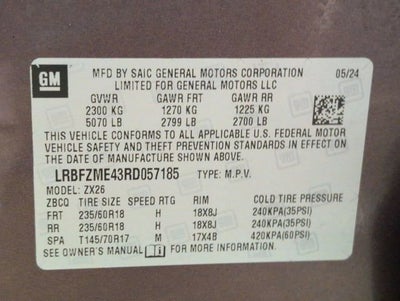 GM
MFD BY SAIC GENERAL MOTORS CORPORATION 05/24
LIMITED FOR GENERAL MOTORS LLC
GVWR GAWR FRT GAWR RR
2300 KG 1270 KG 1225 KG
5070 LB 2799 LB 2700 LB
THIS VEHICLE CONFORMS TO ALL APPLICABLE U.S. FEDERAL MOTOR
VEHICLE SAFETY AND THEFT PREVENTION STANDARDS IN EFFECT ON
THE DATE OF MANUFACTURE SHOWN ABOVE.
LRBFZME43RD057185 TYPE: M.P.V.
MODEL: ZX26
ZBCQ TIRE SIZE SPEED RTG RIM COLD TIRE PRESSURE
FRT 235/60R18 H 18X8J 240KPA(35PSI)
RR 235/60R18 H 18X8J 240KPA(35PSI)
SPA T145/70R17 M 17X4B 420KPA(60PSI)
SEE OWNER'S MANUAL FOR MORE INFORMATION